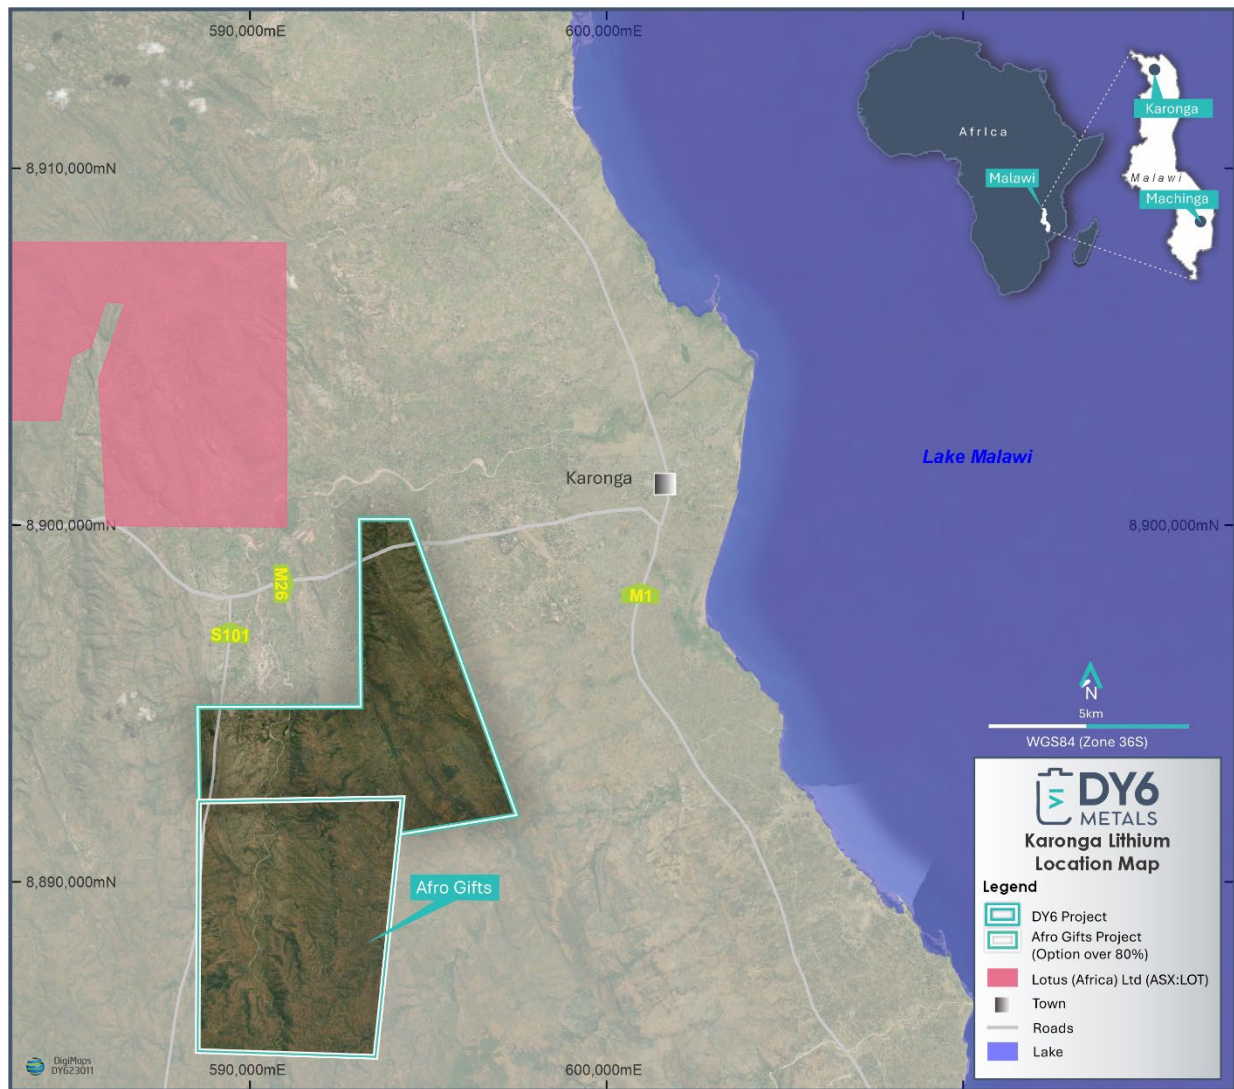 590,000mE
600,000mE
8,910,000mN
Africa
Malawi
Karonga
Malawi
Machinga
Lake Malawi
Karonga
8,900,000mN
8,900,000mN
M26
M1
S101
N
5km
WGS84 (Zone 36S)
8,890,000mN
Afro Gifts
DY6
METALS
Karonga Lithium
Location Map
Legend
DY6 Project
Afro Gifts Project
(Option over 80%)
Lotus (Africa) Ltd (ASX:LOT)
Town
Roads
Lake
DigiMaps
DY623011
590,000mE
600,000mE